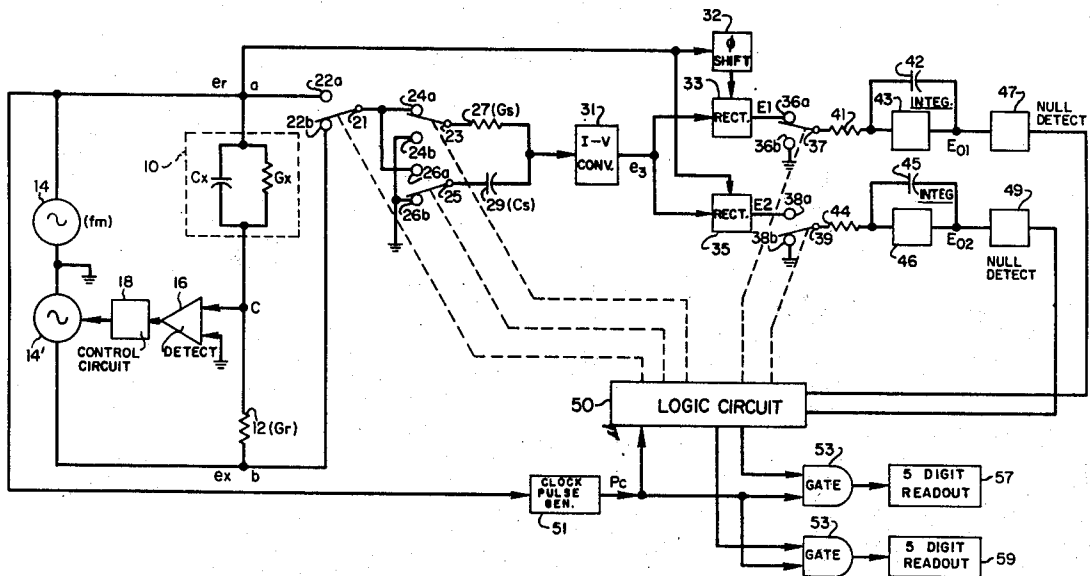 32
ϕ SHIFT
33
RECT.
E1
36a
36b
37
41
42
INTEG.
43
E01
47
NULL DETECT
er
a
22a
22b
21
24a
23
24b
26a
25
26b
27(Gs)
29(Cs)
31
I-V CONV.
e3
RECT.
35
E2
38a
38b
39
44
45
INTEG
46
E02
49
NULL DETECT
10
Cx
Gx
14
(fm)
14'
18
CONTROL CIRCUIT
16
DETECT
C
12(Gr)
ex
b
50
LOGIC CIRCUIT
CLOCK PULSE GEN.
51
Pc
53
GATE
5 DIGIT READOUT
57
53
GATE
5 DIGIT READOUT
59